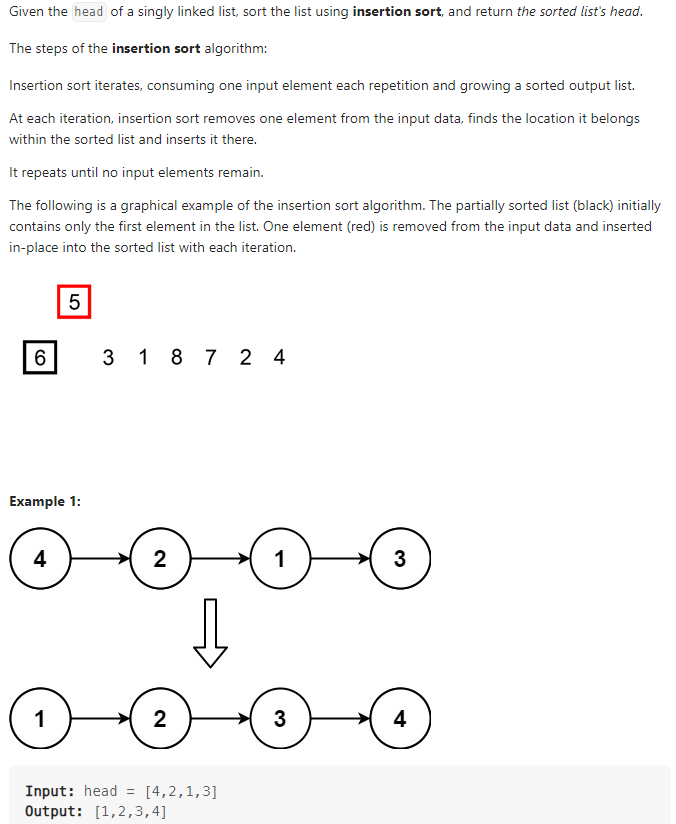 Given the head of a singly linked list, sort the list using insertion sort, and return the sorted list's head.
The steps of the insertion sort algorithm:
Insertion sort iterates, consuming one input element each repetition and growing a sorted output list.
At each iteration, insertion sort removes one element from the input data, finds the location it belongs
within the sorted list and inserts it there.
It repeats until no input elements remain.
The following is a graphical example of the insertion sort algorithm. The partially sorted list (black) initially
contains only the first element in the list. One element (red) is removed from the input data and inserted
in-place into the sorted list with each iteration.
5
6 3 1 8 7 2 4
Example 1:
4 2 1 3
1 2 3 4
Input: head = [4,2,1,3]
Output: [1,2,3,4]